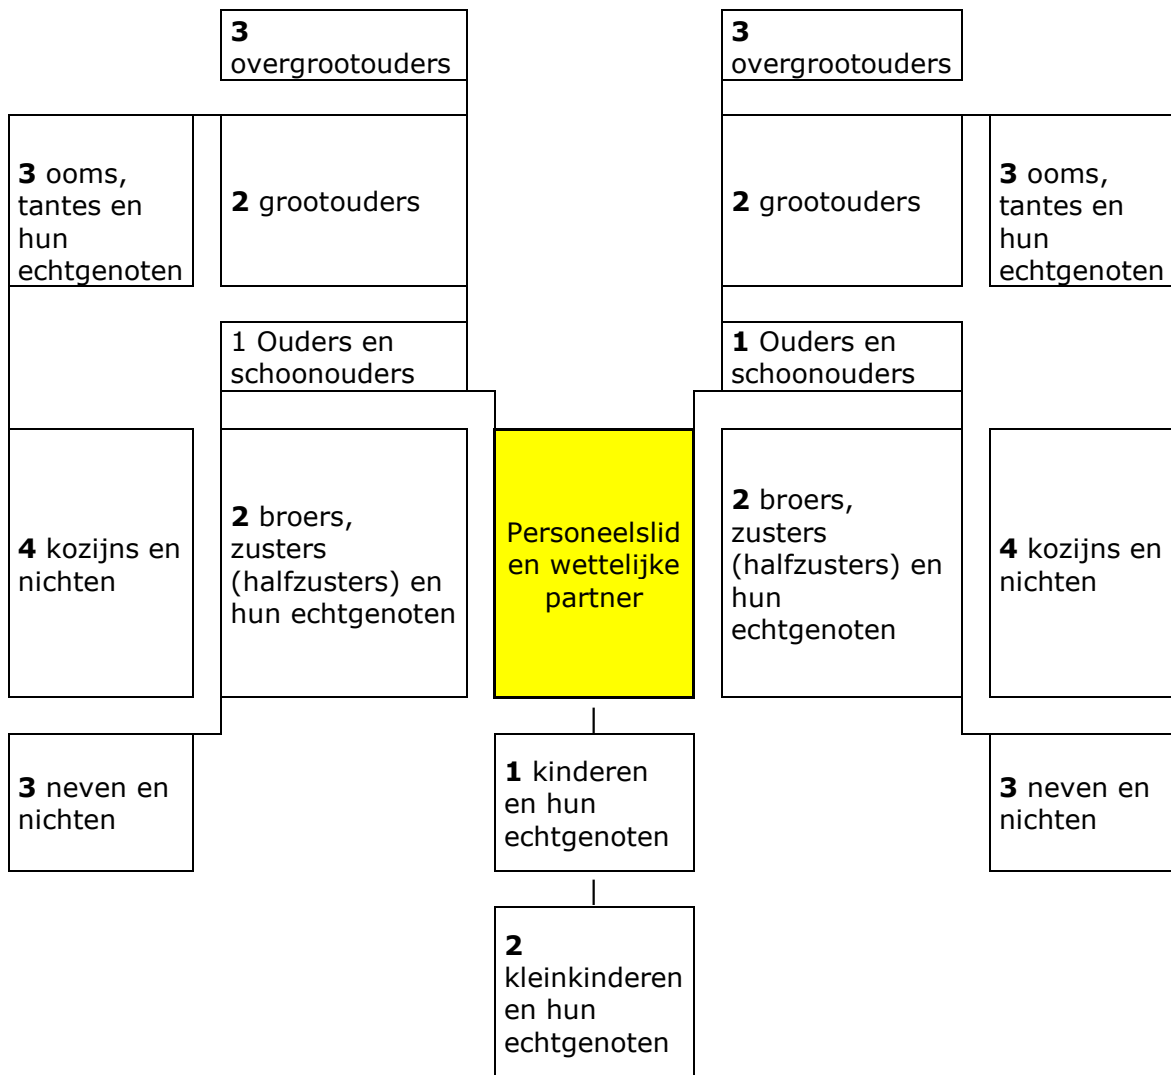 3
overgrootouders
3
overgrootouders
3 ooms,
tantes en
hun
echtgenoten
2 grootouders
2 grootouders
3 ooms,
tantes en
hun
echtgenoten
1 Ouders en
schoonouders
1 Ouders en
schoonouders
4 kozijns en
nichten
2 broers,
zusters
(halfzusters) en
hun echtgenoten
Personeelslid
en wettelijke
partner
2 broers,
zusters
(halfzusters) en
hun
echtgenoten
4 kozijns en
nichten
3 neven en
nichten
1 kinderen
en hun
echtgenoten
3 neven en
nichten
2
kleinkinderen
en hun
echtgenoten